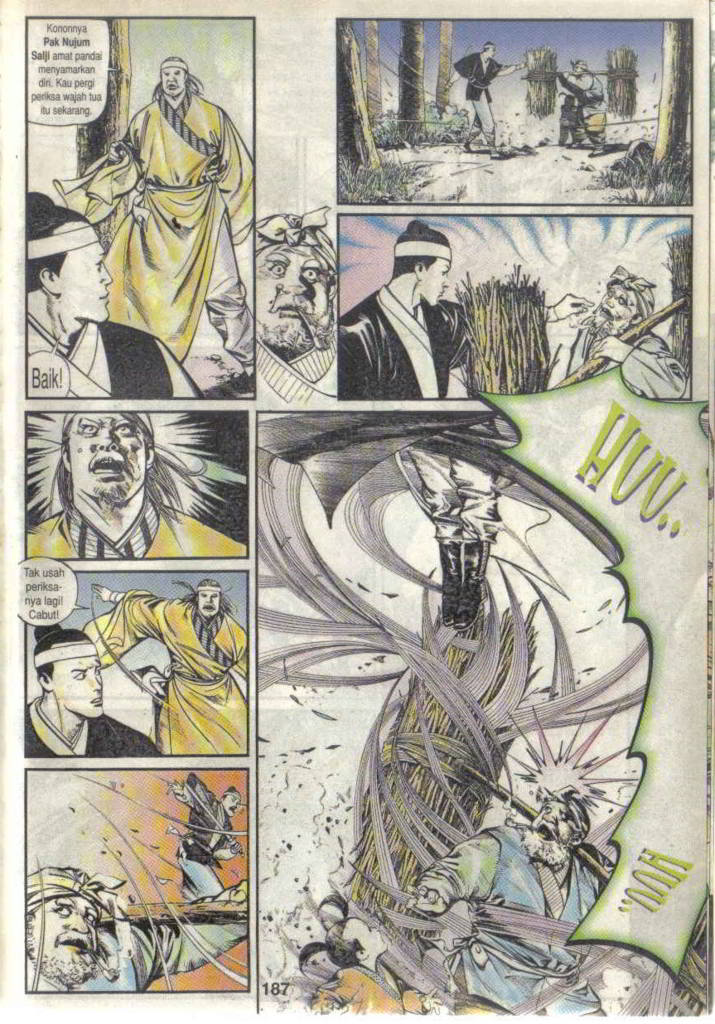 Kononnya
Pak Nujum
Salji amat pandai
menyamarkan
diri. Kau pergi
periksa wajah tua
itu sekarang.
Baik!
HUU..
Tak usah
periksa-
nya lagi!
Cabut!
HUU..
187